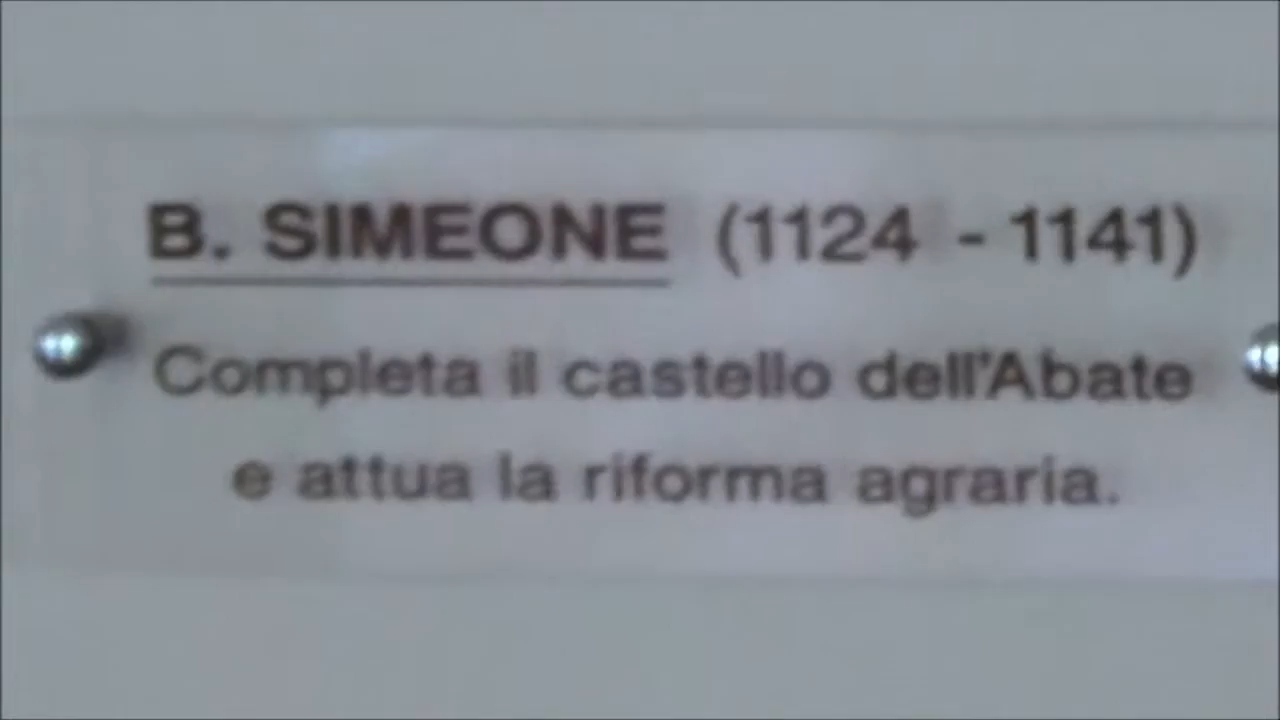 B. SIMEONE (1124 - 1141)
Completa il castello dell'Abate
e attua la riforma agraria.